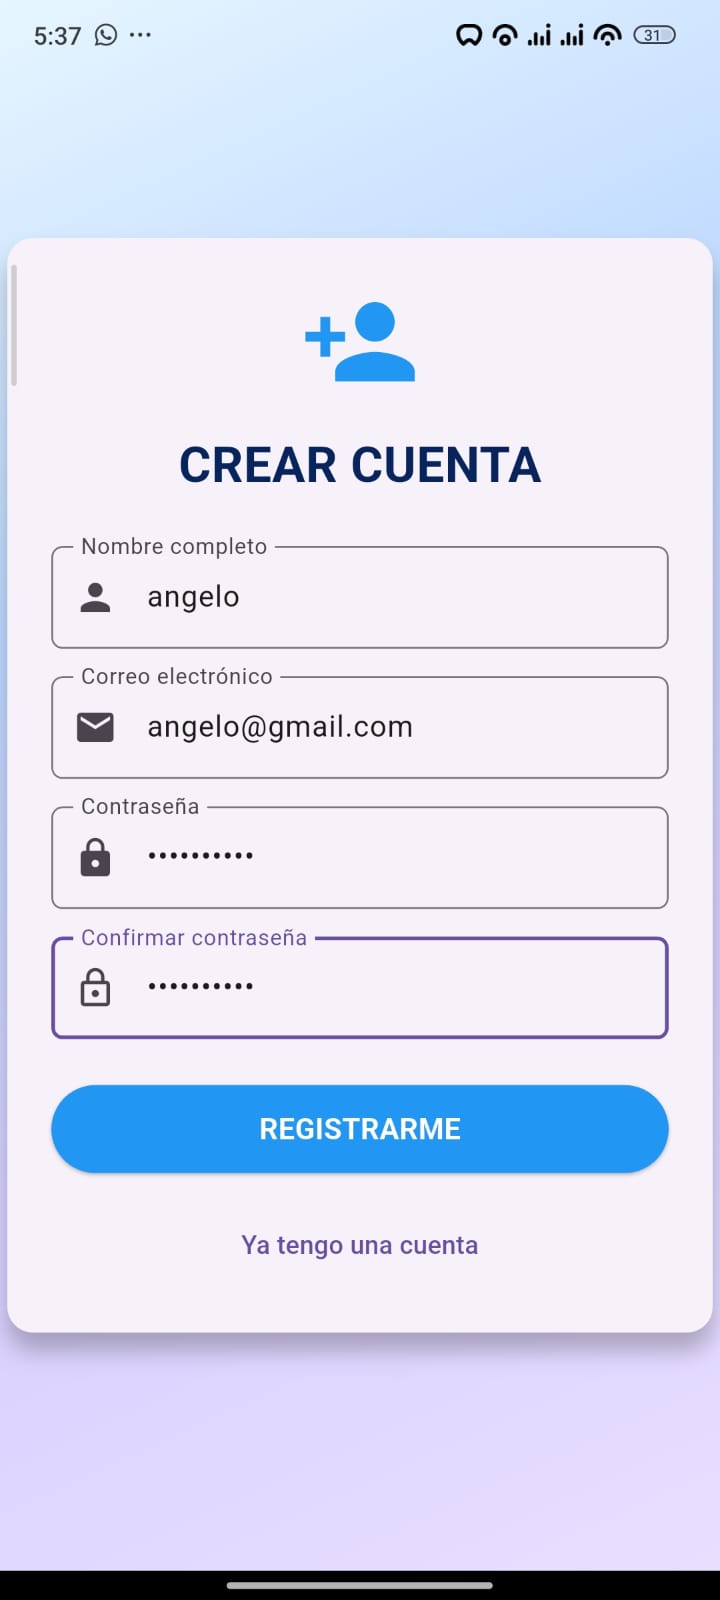 5:37
31
CREAR CUENTA
Nombre completo
angelo
Correo electrónico
angelo@gmail.com
Contraseña
••••••••••
Confirmar contraseña
••••••••••
REGISTRARME
Ya tengo una cuenta